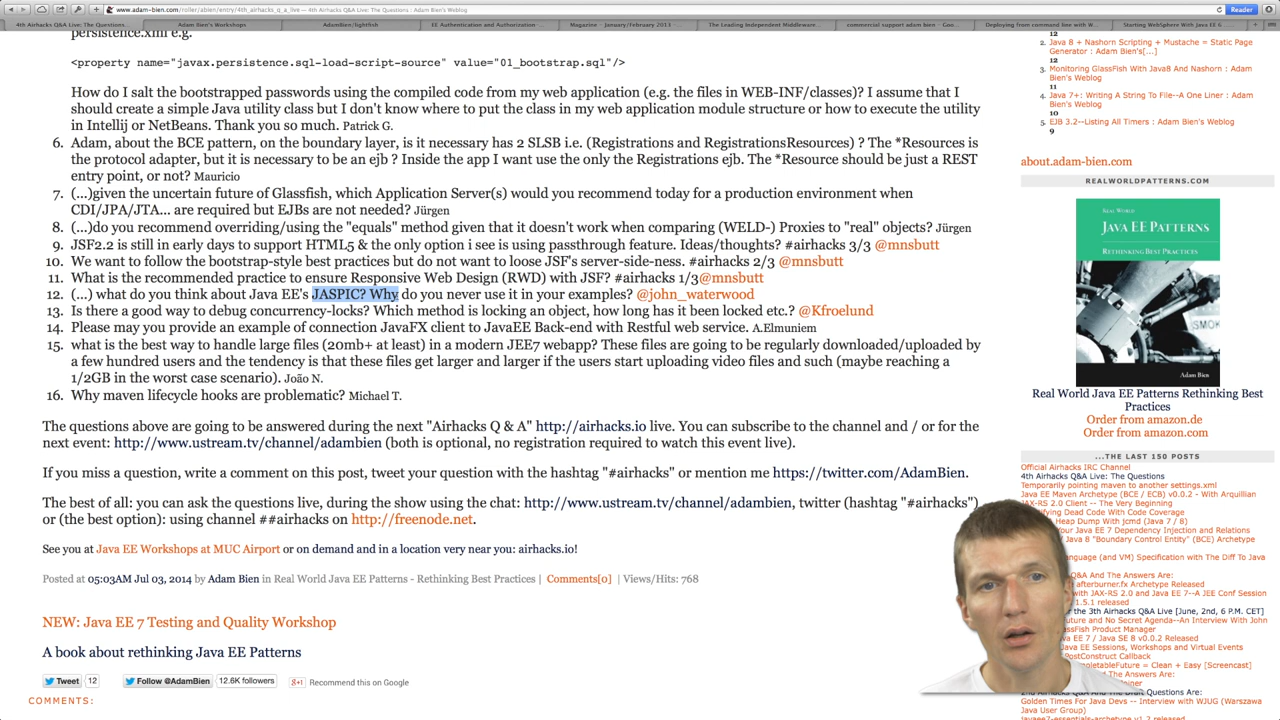 www.adam-bien.com/roller/abien/entry/4th_airhacks_q_a_live — 4th Airhacks Q&A Live: The Questions : Adam Bien's Weblog
Reader
4th Airhacks Q&A Live: The Questions...
Adam Bien's Workshops
AdamBien/lightfish
EE Authentication and Authorization-...
Magazine - January/February 2013 -...
The Leading Independent Middleware...
commercial support adam bien - Goo...
Deploying from command line with W...
Starting WebSphere With Java EE 6 ...
persistence.xml e.g.
<property name="javax.persistence.sql-load-script-source" value="01_bootstrap.sql"/>
How do I salt the bootstrapped passwords using the compiled code from my web application (e.g. the files in WEB-INF/classes)? I assume that I
should create a simple Java utility class but I don't know where to put the class in my web application module structure or how to execute the utility
in Intellij or NetBeans. Thank you so much. Patrick G.
6. Adam, about the BCE pattern, on the boundary layer, is it necessary has 2 SLSB i.e. (Registrations and RegistrationsResources) ? The *Resources is
the protocol adapter, but it is necessary to be an ejb ? Inside the app I want use the only the Registrations ejb. The *Resource should be just a REST
entry point, or not? Mauricio
7. (...)given the uncertain future of Glassfish, which Application Server(s) would you recommend today for a production environment when
CDI/JPA/JTA... are required but EJBs are not needed? Jürgen
8. (...)do you recommend overriding/using the "equals" method given that it doesn't work when comparing (WELD-) Proxies to "real" objects? Jürgen
9. JSF2.2 is still in early days to support HTML5 & the only option i see is using passthrough feature. Ideas/thoughts? #airhacks 3/3 @mnsbutt
10. We want to follow the bootstrap-style best practices but do not want to loose JSF's server-side-ness. #airhacks 2/3 @mnsbutt
11. What is the recommended practice to ensure Responsive Web Design (RWD) with JSF? #airhacks 1/3@mnsbutt
12. (...) what do you think about Java EE's JASPIC? Why do you never use it in your examples? @john_waterwood
13. Is there a good way to debug concurrency-locks? Which method is locking an object, how long has it been locked etc.? @Kfroelund
14. Please may you provide an example of connection JavaFX client to JavaEE Back-end with Restful web service. A.Elmuniem
15. what is the best way to handle large files (20mb+ at least) in a modern JEE7 webapp? These files are going to be regularly downloaded/uploaded by
a few hundred users and the tendency is that these files get larger and larger if the users start uploading video files and such (maybe reaching a
1/2GB in the worst case scenario). João N.
16. Why maven lifecycle hooks are problematic? Michael T.
The questions above are going to be answered during the next "Airhacks Q & A" http://airhacks.io live. You can subscribe to the channel and / or for the
next event: http://www.ustream.tv/channel/adambien (both is optional, no registration required to watch this event live).
If you miss a question, write a comment on this post, tweet your question with the hashtag "#airhacks" or mention me https://twitter.com/AdamBien.
The best of all: you can ask the questions live, during the show using the chat: http://www.ustream.tv/channel/adambien, twitter (hashtag "#airhacks")
or (the best option): using channel ##airhacks on http://freenode.net.
See you at Java EE Workshops at MUC Airport or on demand and in a location very near you: airhacks.io!
Posted at 05:03AM Jul 03, 2014 by Adam Bien in Real World Java EE Patterns - Rethinking Best Practices | Comments[0] | Views/Hits: 768
NEW: Java EE 7 Testing and Quality Workshop
A book about rethinking Java EE Patterns
Tweet 12 Follow @AdamBien 12.6K followers g+1 Recommend this on Google
COMMENTS:
12
2. Java 8 + Nashorn Scripting + Mustache = Static Page
Generator : Adam Bien's[...]
12
3. Monitoring GlassFish With Java8 And Nashorn : Adam
Bien's Weblog
11
4. Java 7+: Writing A String To File--A One Liner : Adam
Bien's Weblog
10
5. EJB 3.2--Listing All Timers : Adam Bien's Weblog
9
about.adam-bien.com
REALWORLDPATTERNS.COM
REAL WORLD
JAVA EE PATTERNS
RETHINKING BEST PRACTICES
Adam Bien
Real World Java EE Patterns Rethinking Best
Practices
Order from amazon.de
Order from amazon.com
...THE LAST 150 POSTS
Official Airhacks IRC Channel
4th Airhacks Q&A Live: The Questions
Temporarily pointing maven to another settings.xml
Java EE Maven Archetype (BCE / ECB) v0.0.2 - With Arquillian
JAX-RS 2.0 Client - The Very Beginning
Dead Code With Code Coverage
Heap Dump With jcmd (Java 7 / 8)
Your Java EE 7 Dependency Injection and Relations
Java 8 "Boundary Control Entity" (BCE) Archetype
Language (and VM) Specification with The Diff To Java
Q&A And The Answers Are:
afterburner.fx Archetype Released
with JAX-RS 2.0 and Java EE 7--A JEE Conf Session
1.5.1 released
the 3th Airhacks Q&A Live [June, 2nd, 6 P.M. CET]
and No Secret Agenda--An Interview With John
GlassFish Product Manager
EE 7 / Java SE 8 v0.0.2 Released
EE Sessions, Workshops and Virtual Events
PostConstruct Callback
= Clean + Easy [Screencast]
And The Answers Are:
Questions Are:
Golden Times For Java Devs -- Interview with WJUG (Warszawa
Java User Group)
javaee7-essentials-archetype v1.2 released